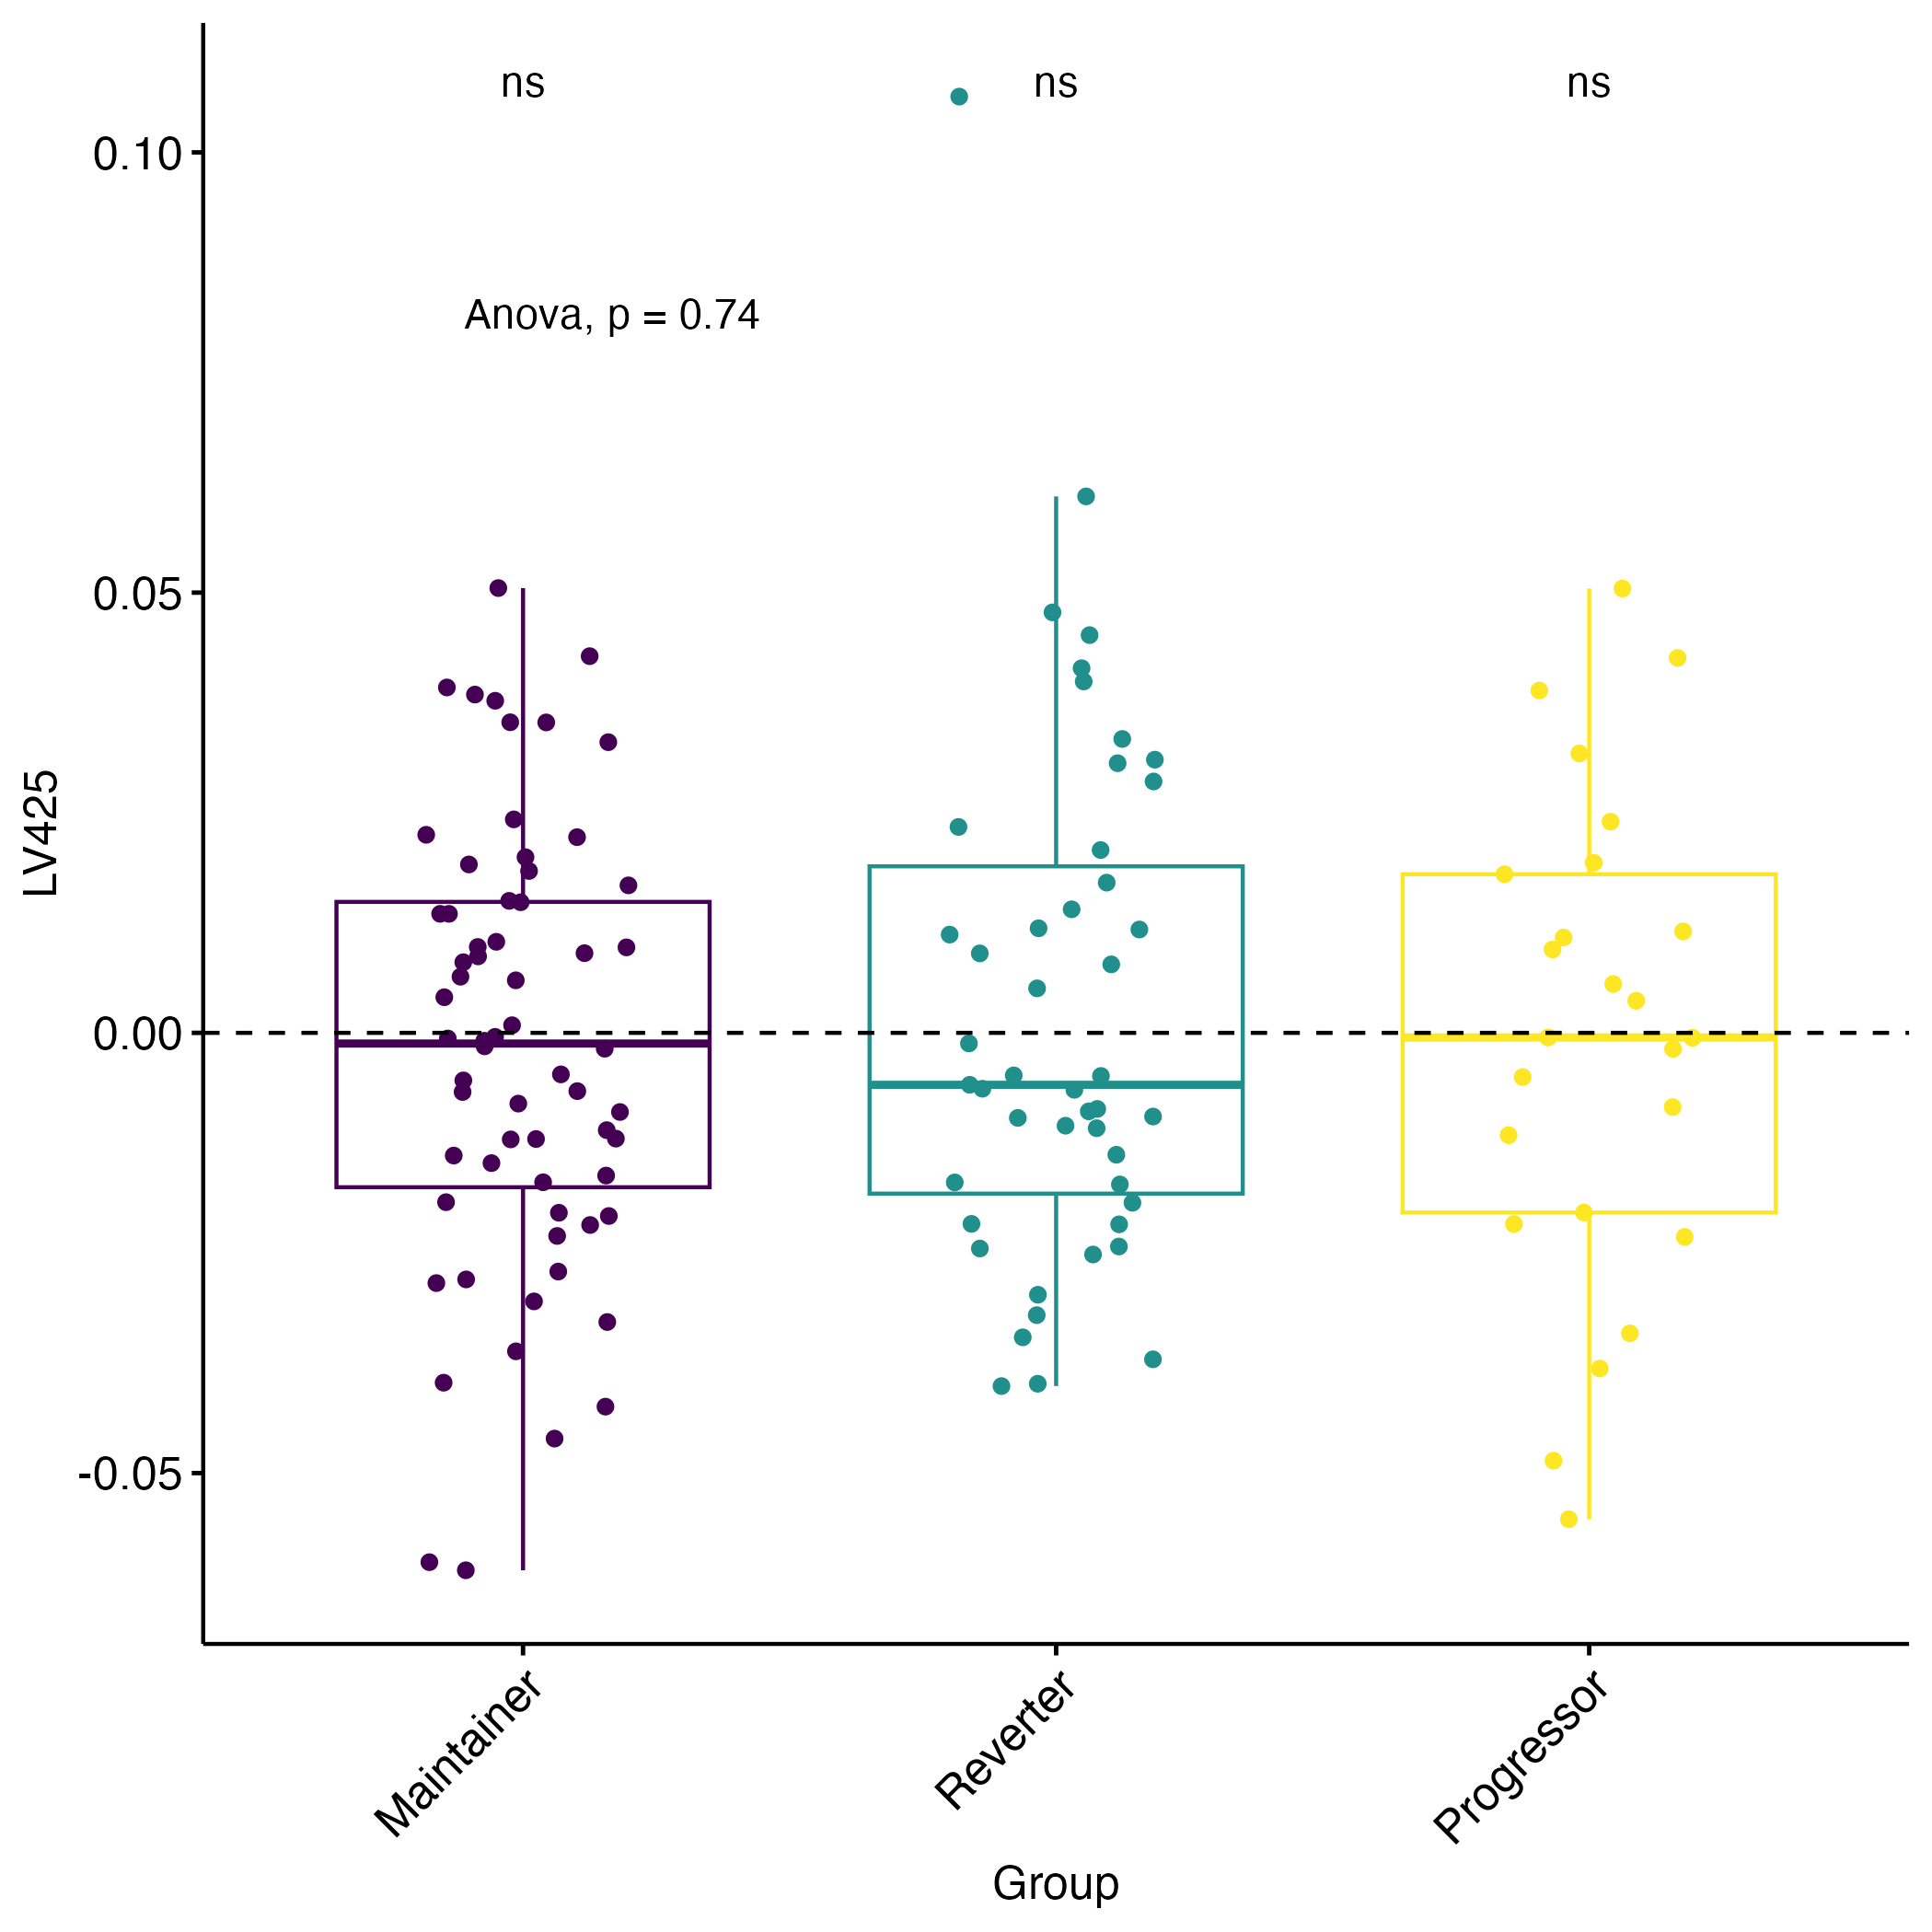 ns ns ns
0.10
Anova, p = 0.74
0.05
LV425
0.00
-0.05
Maintainer Reverter Progressor
Group